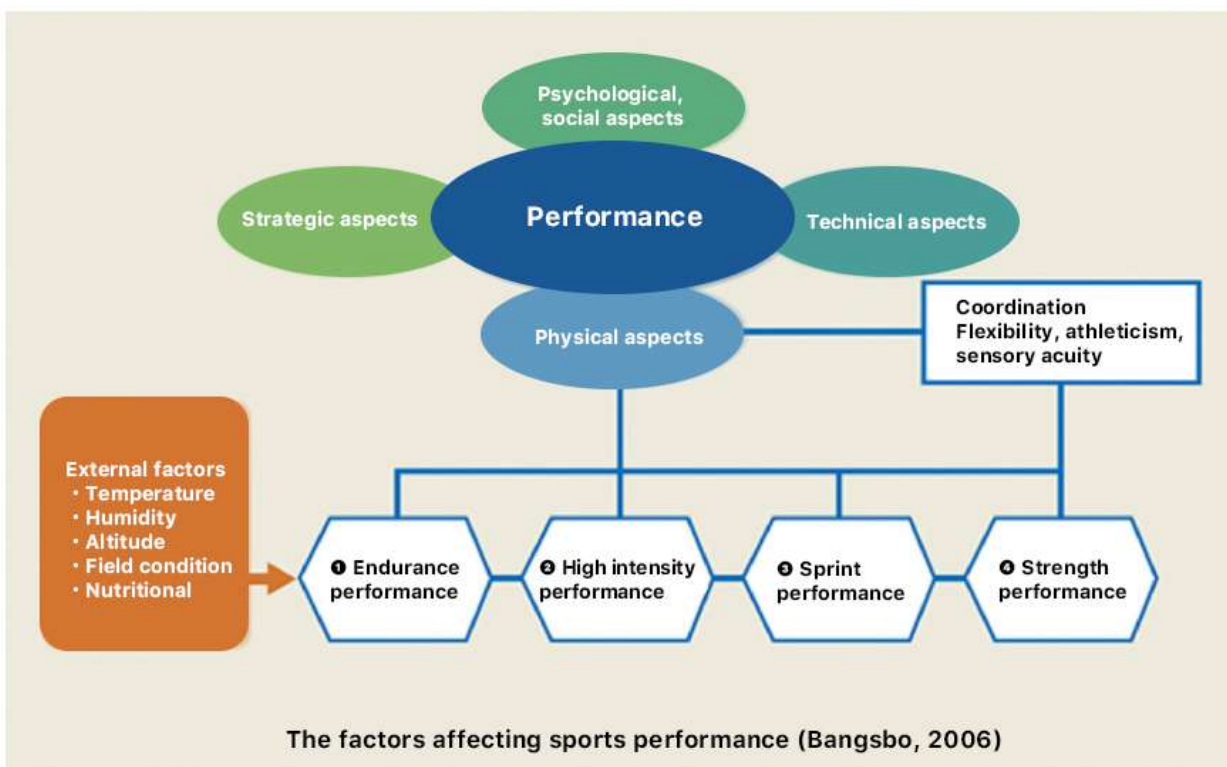 Psychological,
social aspects
Strategic aspects
Performance
Technical aspects
Physical aspects
Coordination
Flexibility, athleticism,
sensory acuity
External factors
・Temperature
・Humidity
・Altitude
・Field condition
・Nutritional
❶ Endurance
performance
❷ High intensity
performance
❸ Sprint
performance
❹ Strength
performance
The factors affecting sports performance (Bangsbo, 2006)